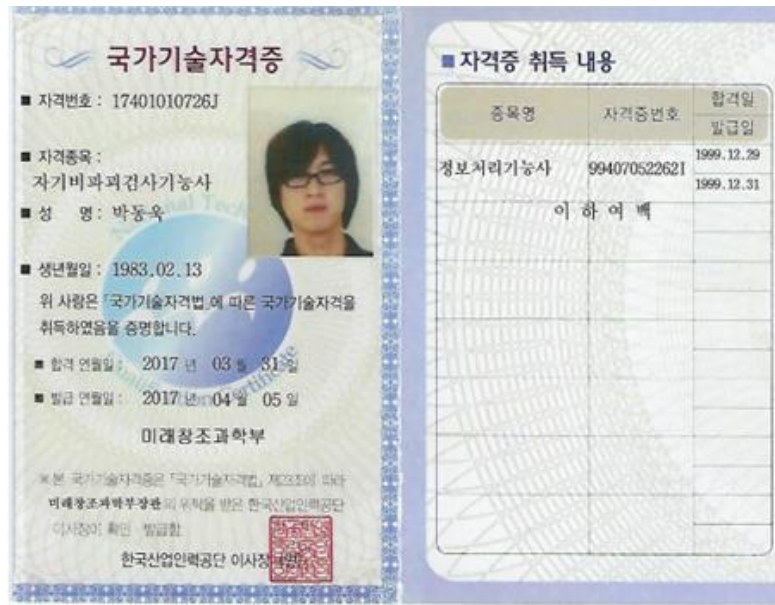 국가기술자격증
■ 자격번호 : 17401010726J
■ 자격종목 :
자기비파괴검사기능사
■ 성 명 : 박동욱
■ 생년월일 : 1983.02.13
위 사람은 「국가기술자격법」에 따른 국가기술자격을
취득하였음을 증명합니다.
■ 합격 연월일 : 2017 년 03 월 31 일
■ 발급 연월일 : 2017 년 04 월 05 일
미래창조과학부
※ 본 국가기술자격증은 「국가기술자격법」 제23조에 따라
미래창조과학부장관의 위탁을 받은 한국산업인력공단
이사장이 확인 발급함
한국산업인력공단 이사장
■ 자격증 취득 내용
종목명 자격증번호 합격일
발급일
정보처리기능사 99407052262I 1999.12.29
1999.12.31
이 하 여 백